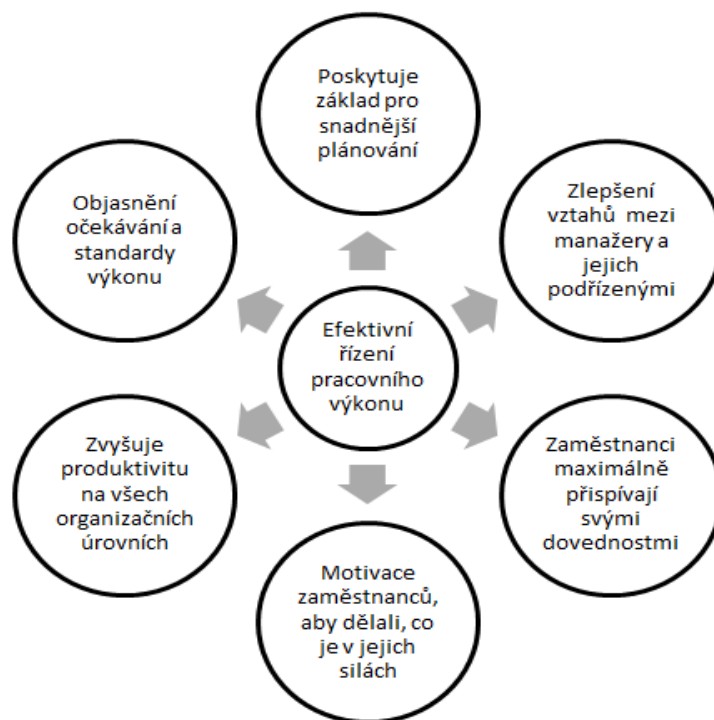 Poskytuje
základ pro
snadnější
plánování
Objasnění
očekávání a
standardy
výkonu
Zlepšení
vztahů mezi
manažery a
jejich
podřízenými
Efektivní
řízení
pracovního
výkonu
Zvyšuje
produktivitu
na všech
organizačních
úrovních
Zaměstnanci
maximálně
přispívají
svými
dovednostmi
Motivace
zaměstnanců,
aby dělali, co
je v jejich
silách